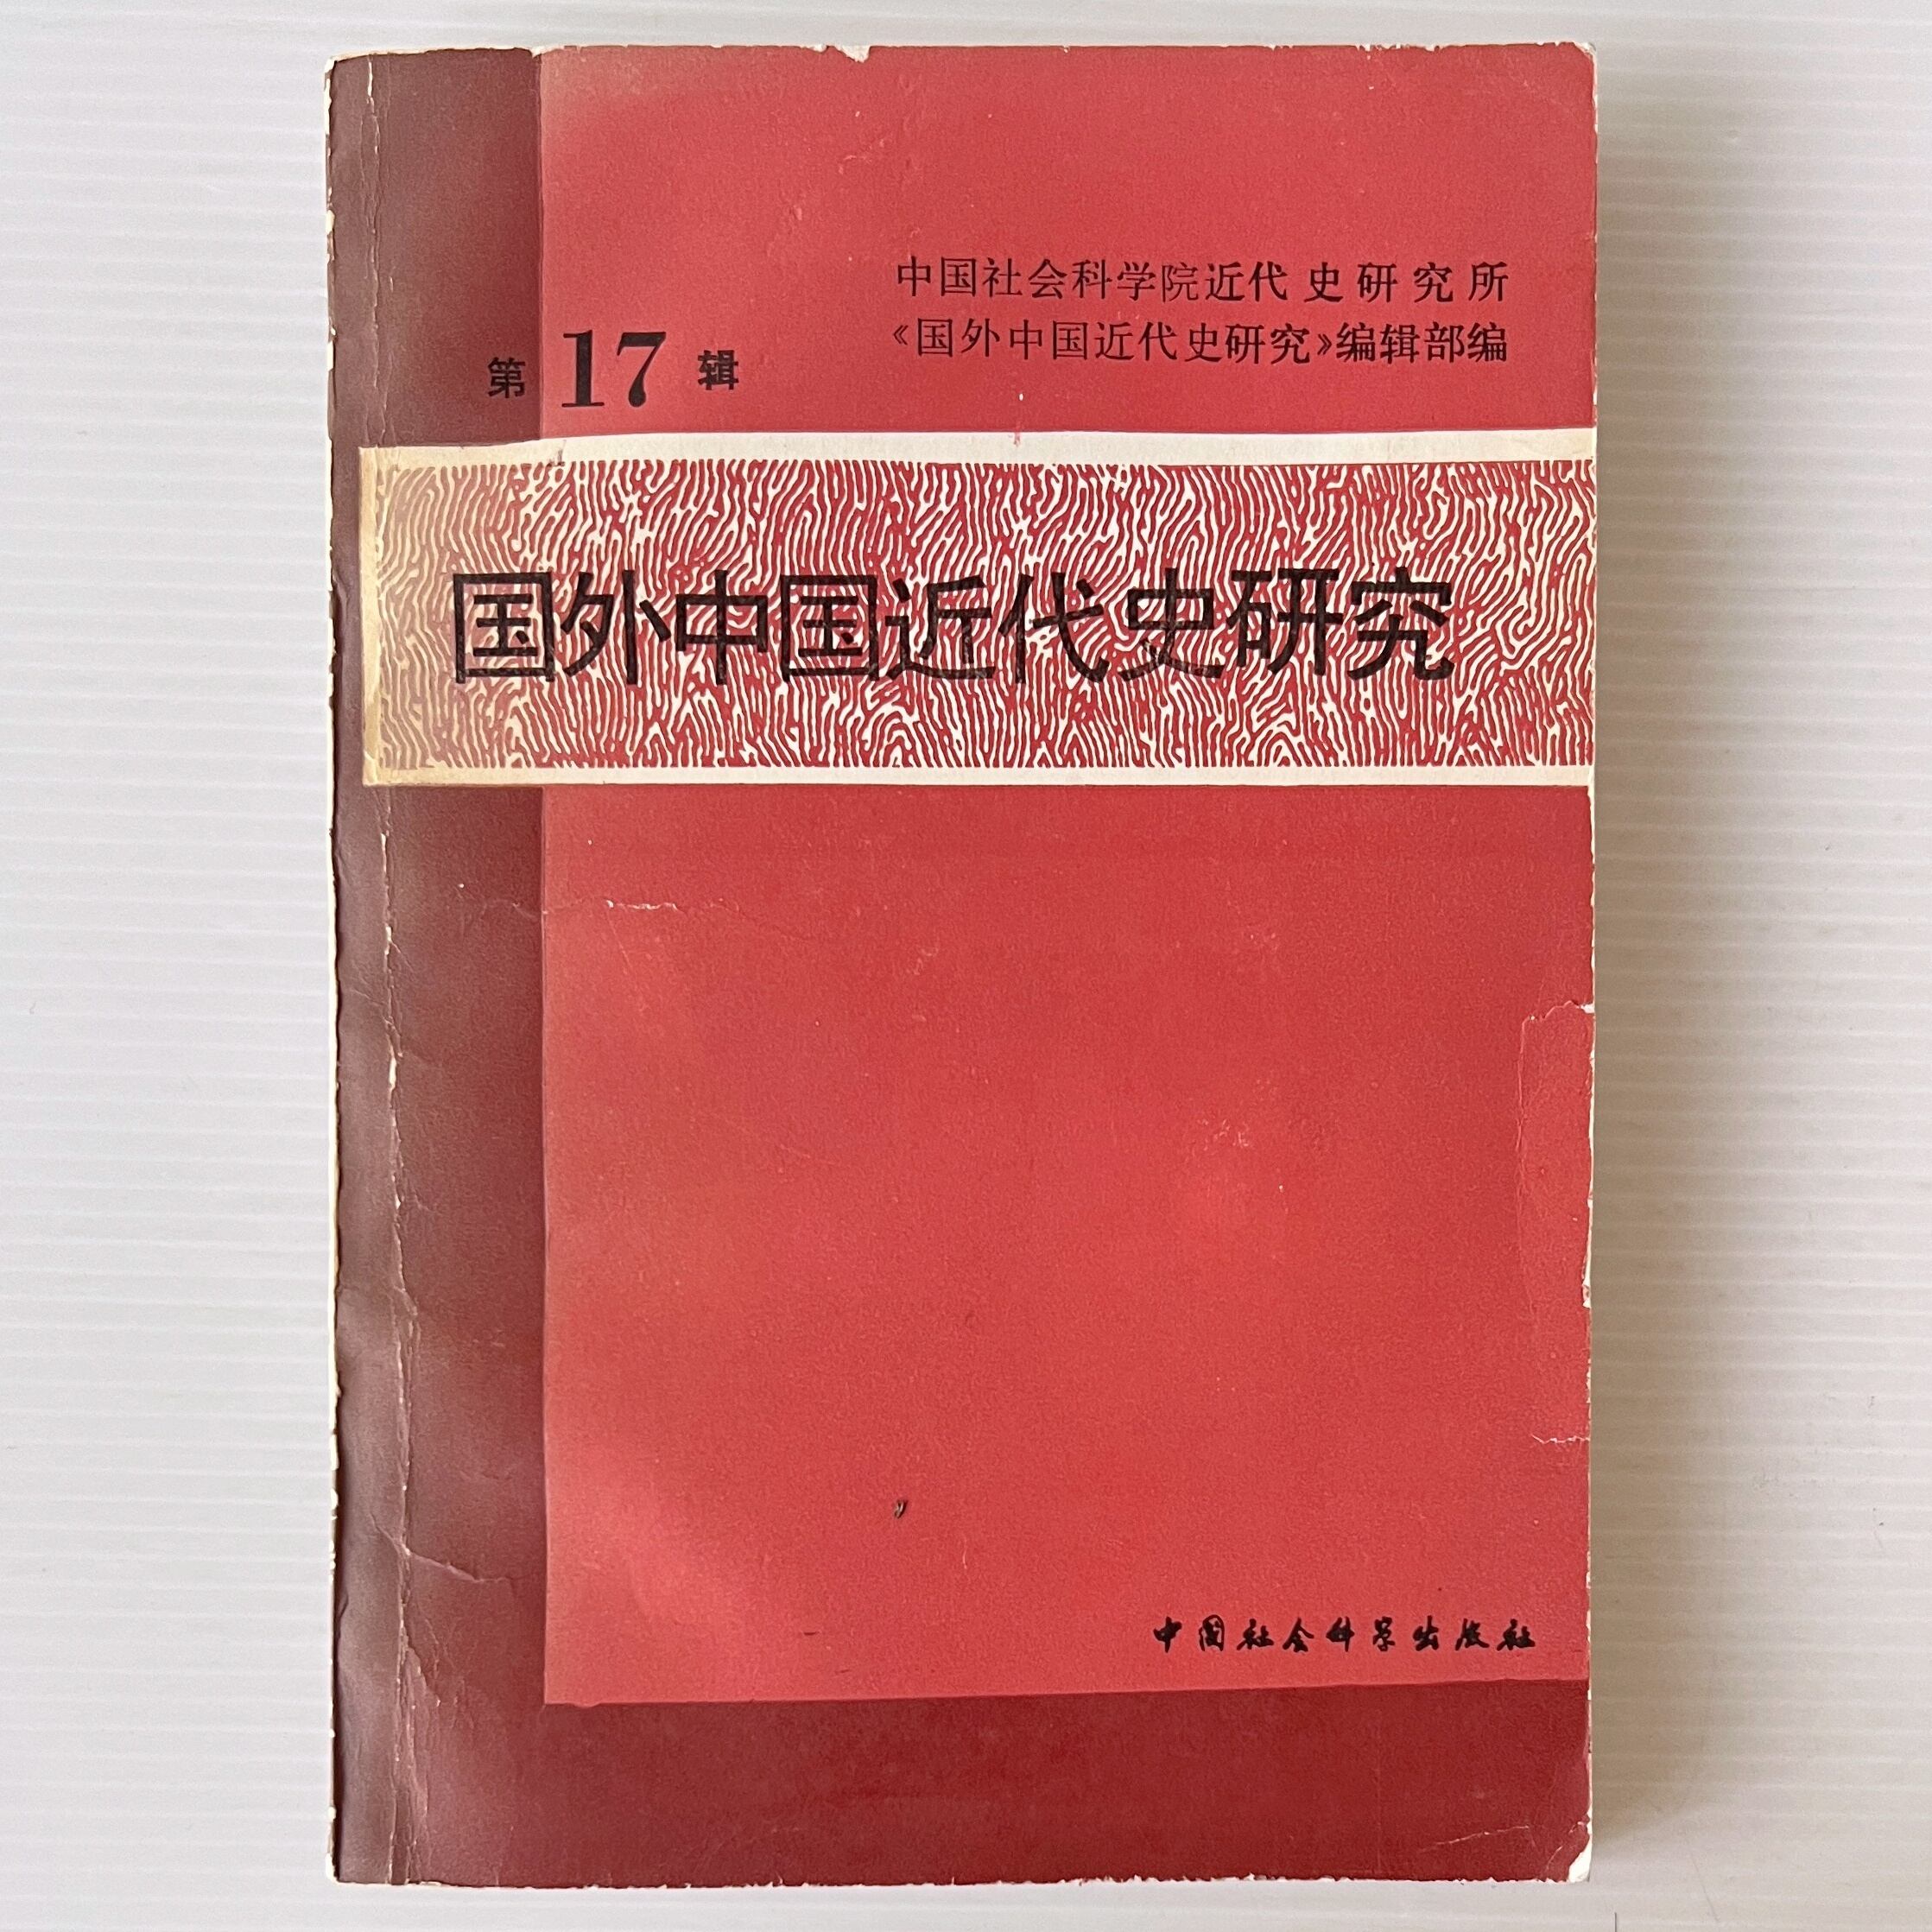 中国社会科学院近代史研究所
《国外中国近代史研究》编辑部编
第17辑
国外中国近代史研究
中国社会科学出版社